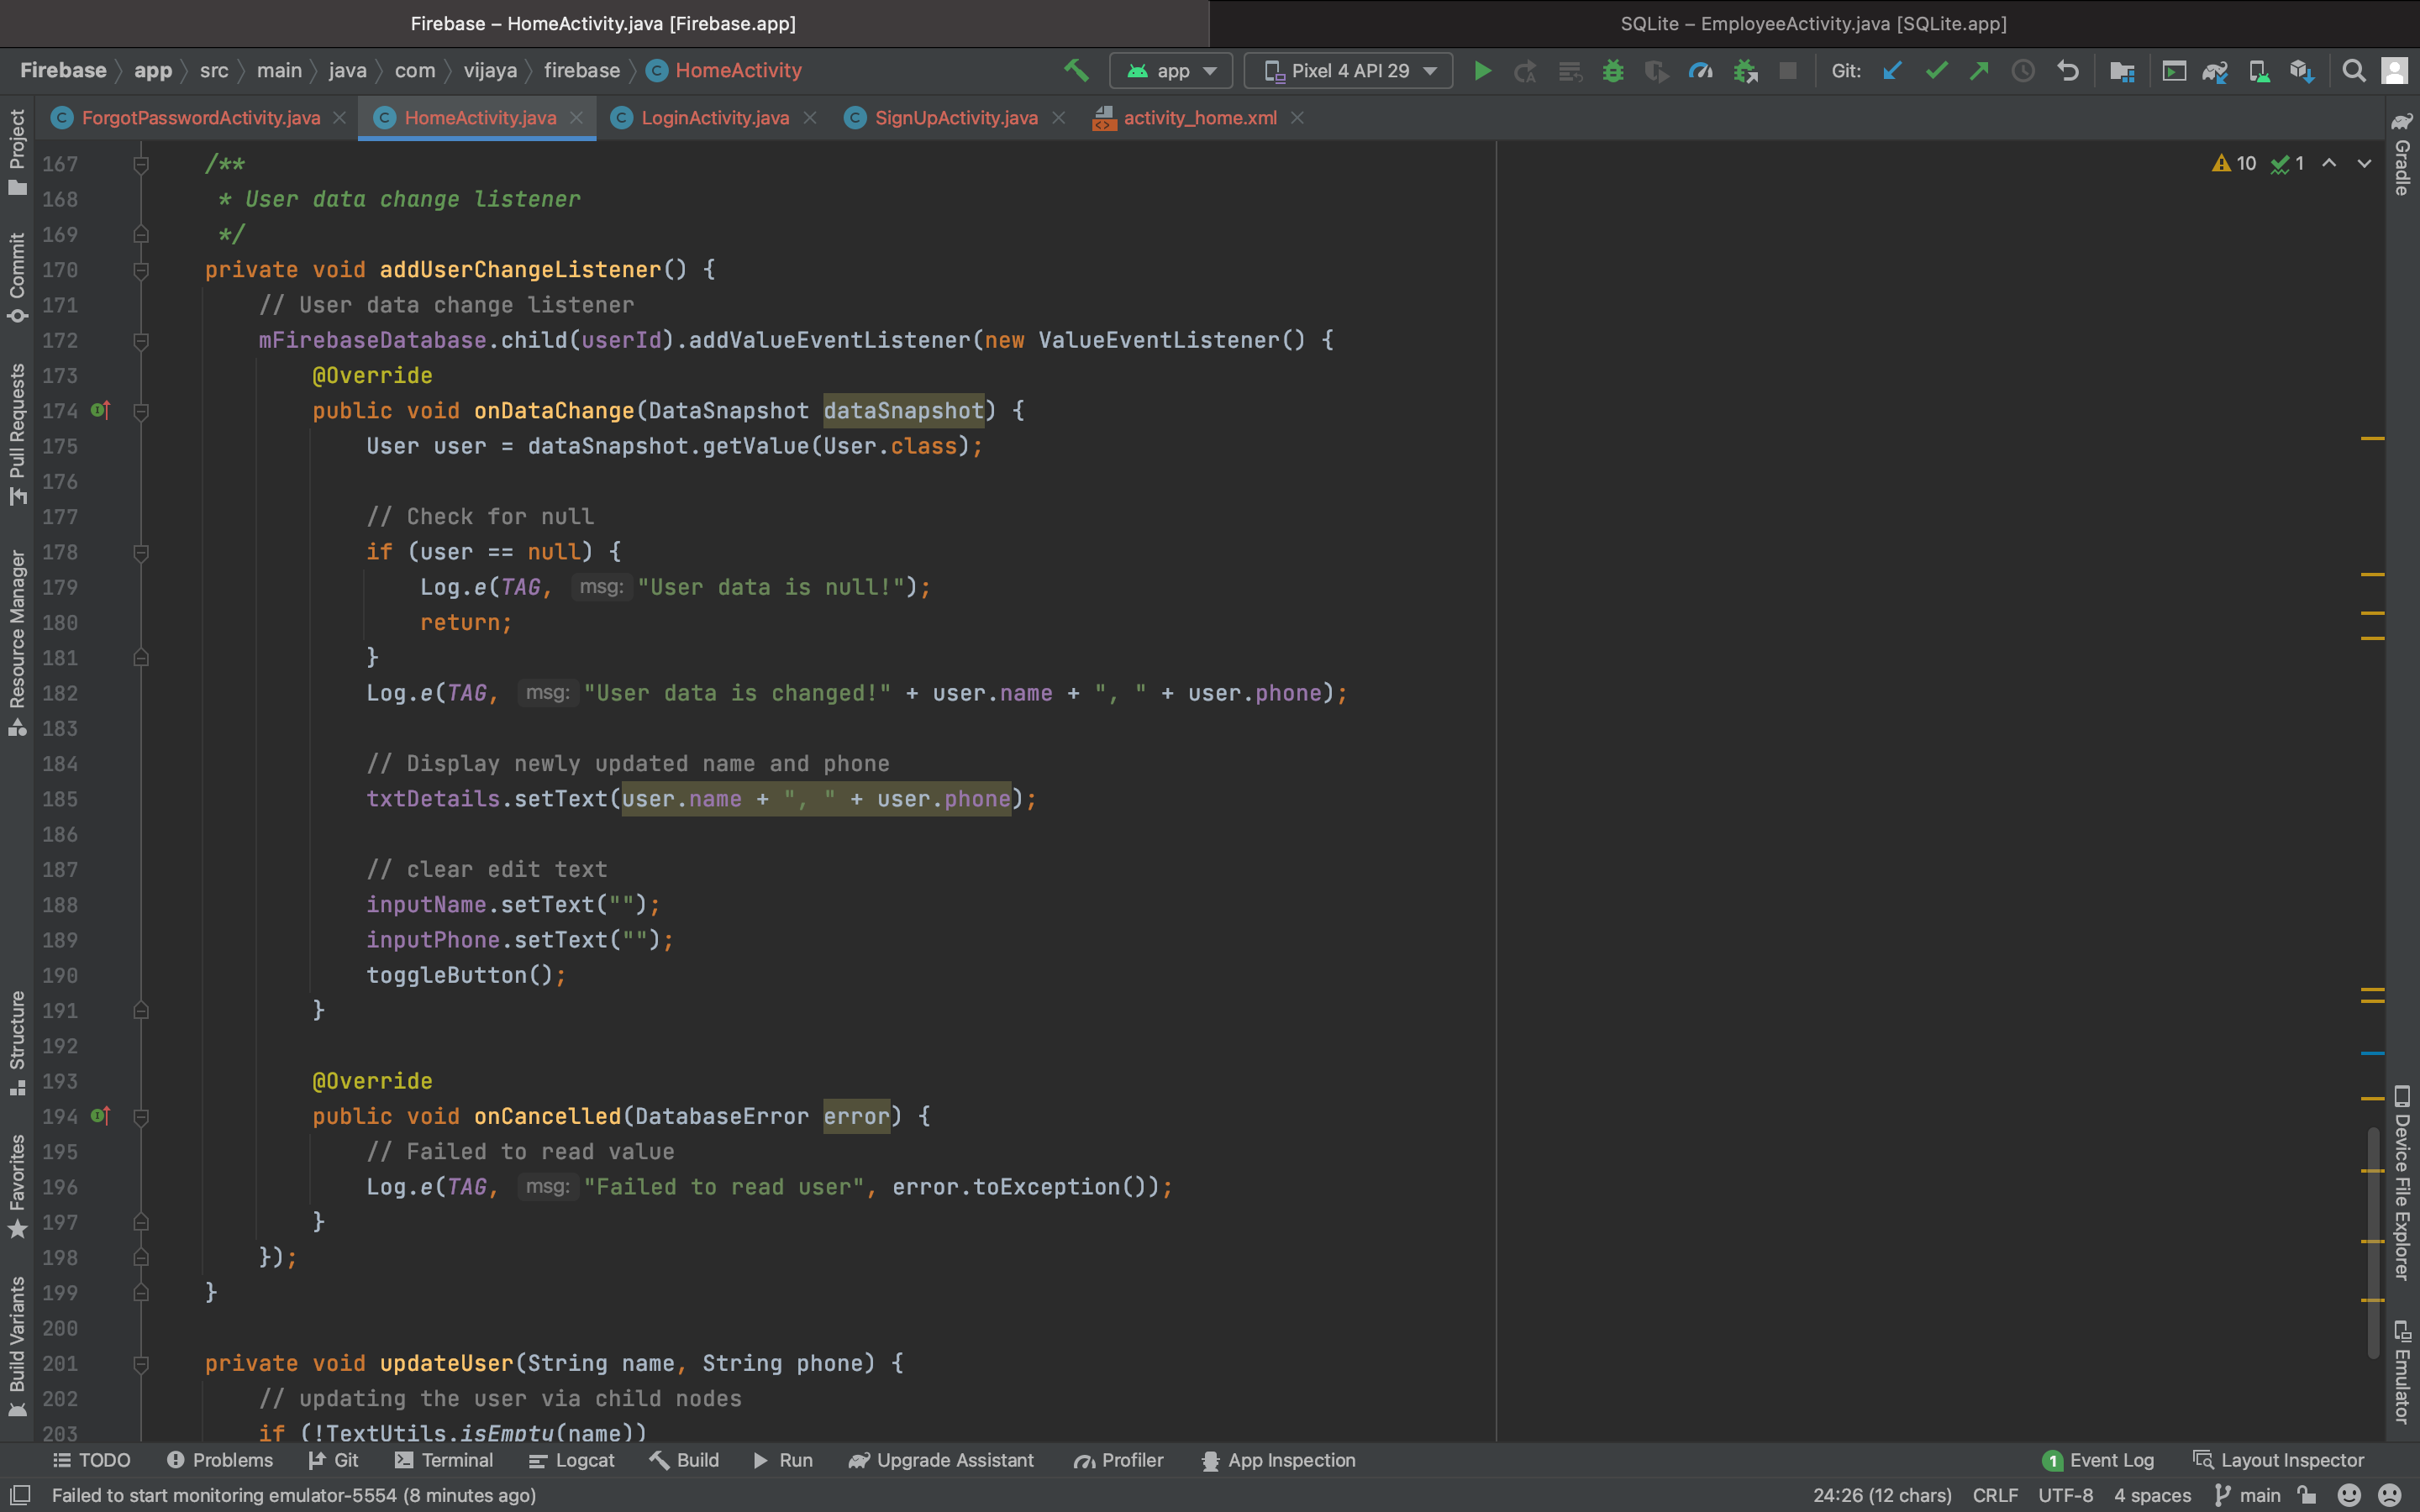 Firebase – HomeActivity.java [Firebase.app]
SQLite – EmployeeActivity.java [SQLite.app]
Firebase app src main java com vijaya firebase HomeActivity
app Pixel 4 API 29 Git:
ForgotPasswordActivity.java HomeActivity.java LoginActivity.java SignUpActivity.java activity_home.xml
Project
Commit
Pull Requests
Resource Manager
Structure
Favorites
Build Variants
10 1
167 /**
168 * User data change listener
169 */
170 private void addUserChangeListener() {
171 // User data change listener
172 mFirebaseDatabase.child(userId).addValueEventListener(new ValueEventListener() {
173 @Override
174 public void onDataChange(DataSnapshot dataSnapshot) {
175 User user = dataSnapshot.getValue(User.class);
176
177 // Check for null
178 if (user == null) {
179 Log.e(TAG, msg: "User data is null!");
180 return;
181 }
182 Log.e(TAG, msg: "User data is changed!" + user.name + ", " + user.phone);
183
184 // Display newly updated name and phone
185 txtDetails.setText(user.name + ", " + user.phone);
186
187 // clear edit text
188 inputName.setText("");
189 inputPhone.setText("");
190 toggleButton();
191 }
192
193 @Override
194 public void onCancelled(DatabaseError error) {
195 // Failed to read value
196 Log.e(TAG, msg: "Failed to read user", error.toException());
197 }
198 });
199 }
200
201 private void updateUser(String name, String phone) {
202 // updating the user via child nodes
203 if (!TextUtils.isEmpty(name))
Gradle
Device File Explorer
Emulator
TODO Problems Git Terminal Logcat Build Run Upgrade Assistant Profiler App Inspection 1 Event Log Layout Inspector
Failed to start monitoring emulator-5554 (8 minutes ago) 24:26 (12 chars) CRLF UTF-8 4 spaces main